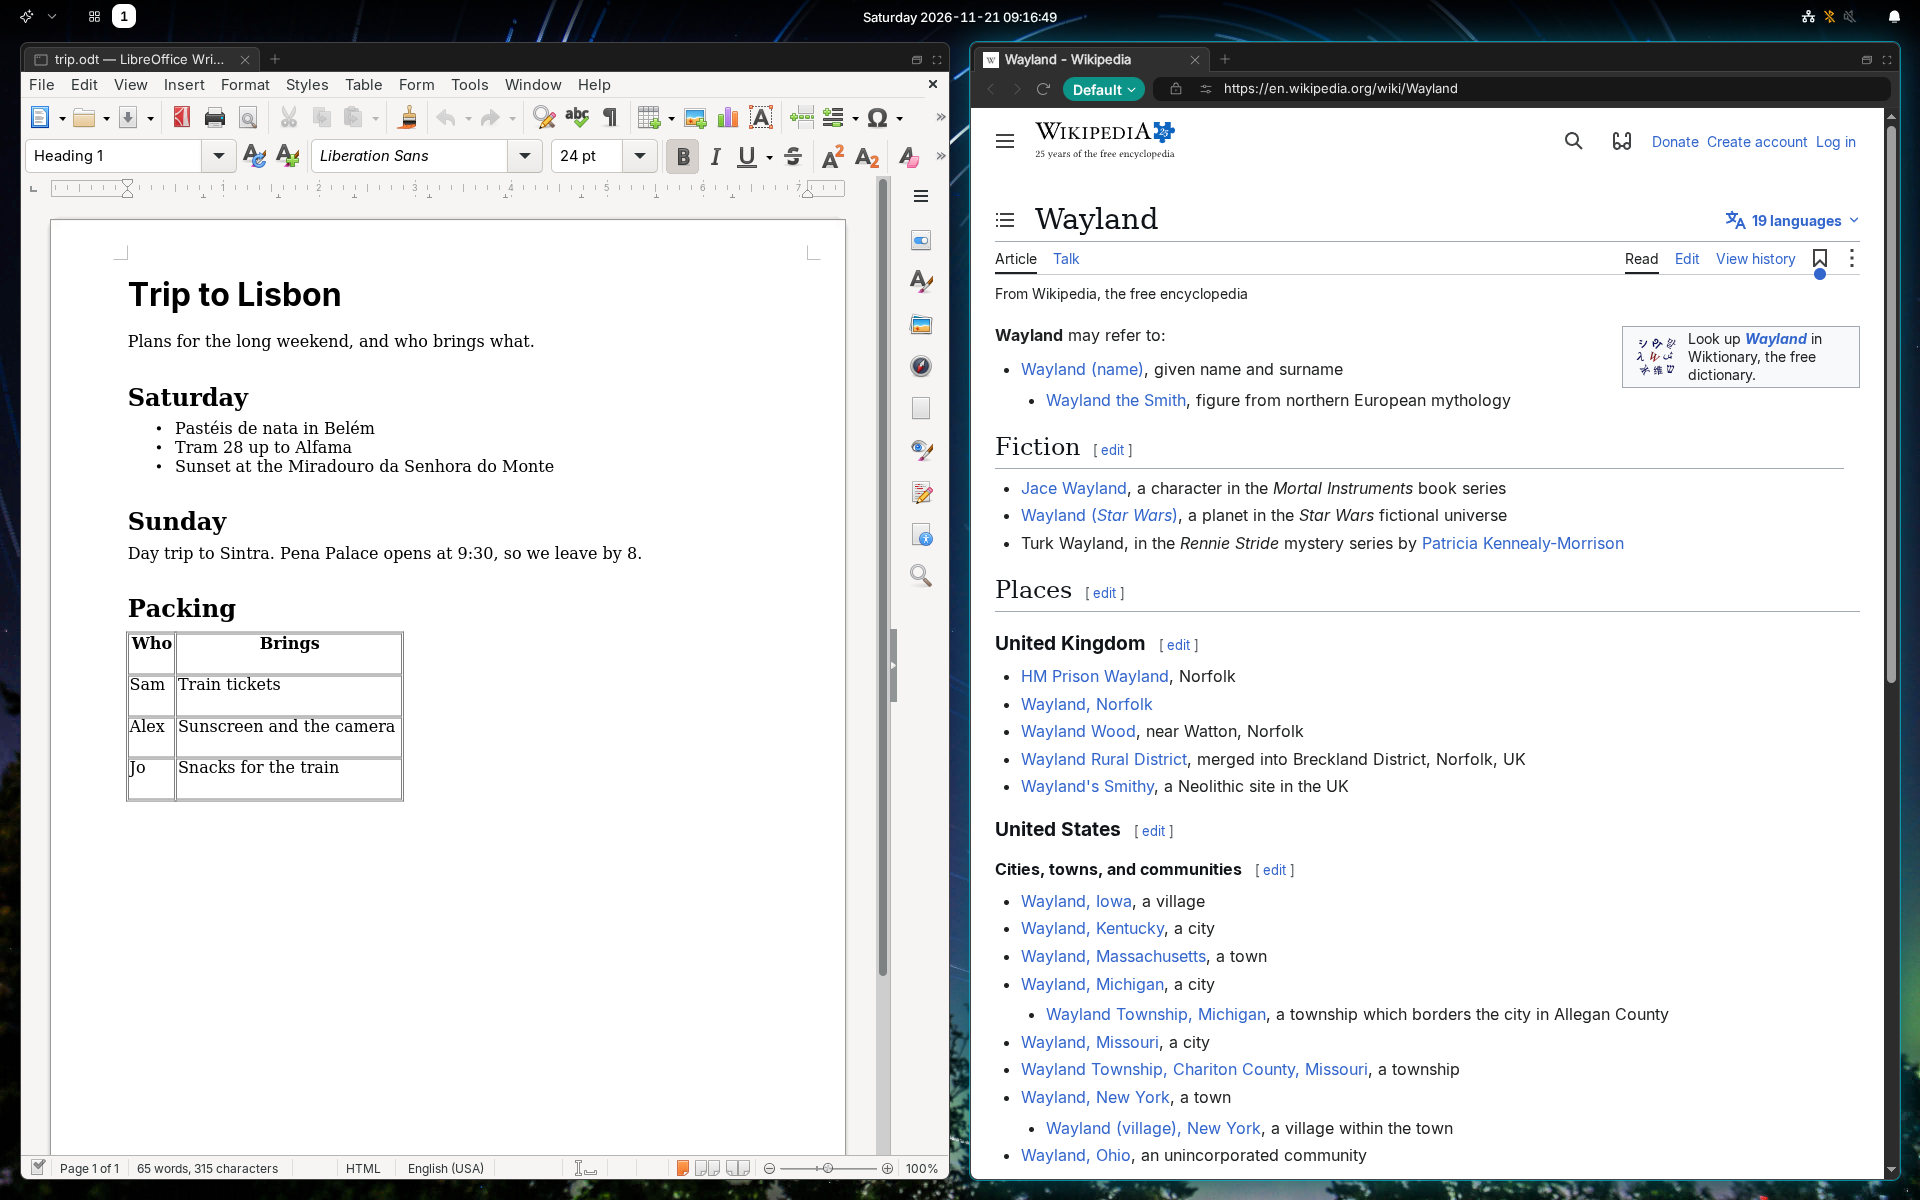 1
Saturday 2026-11-21 09:16:49
trip.odt — LibreOffice Wri...
File Edit View Insert Format Styles Table Form Tools Window Help
Heading 1
Liberation Sans
24 pt
1 2 3 4 5 6 7
Trip to Lisbon
Plans for the long weekend, and who brings what.
Saturday
• Pastéis de nata in Belém
• Tram 28 up to Alfama
• Sunset at the Miradouro da Senhora do Monte
Sunday
Day trip to Sintra. Pena Palace opens at 9:30, so we leave by 8.
Packing
Who Brings
Sam Train tickets
Alex Sunscreen and the camera
Jo Snacks for the train
Page 1 of 1 65 words, 315 characters HTML English (USA) 100%
Wayland - Wikipedia
Default https://en.wikipedia.org/wiki/Wayland
WIKIPEDIA 25
25 years of the free encyclopedia
Donate Create account Log in
Wayland
19 languages
Article Talk Read Edit View history
From Wikipedia, the free encyclopedia
Wayland may refer to:
Look up Wayland in
Wiktionary, the free
dictionary.
• Wayland (name), given name and surname
• Wayland the Smith, figure from northern European mythology
Fiction [ edit ]
• Jace Wayland, a character in the Mortal Instruments book series
• Wayland (Star Wars), a planet in the Star Wars fictional universe
• Turk Wayland, in the Rennie Stride mystery series by Patricia Kennealy-Morrison
Places [ edit ]
United Kingdom [ edit ]
• HM Prison Wayland, Norfolk
• Wayland, Norfolk
• Wayland Wood, near Watton, Norfolk
• Wayland Rural District, merged into Breckland District, Norfolk, UK
• Wayland's Smithy, a Neolithic site in the UK
United States [ edit ]
Cities, towns, and communities [ edit ]
• Wayland, Iowa, a village
• Wayland, Kentucky, a city
• Wayland, Massachusetts, a town
• Wayland, Michigan, a city
• Wayland Township, Michigan, a township which borders the city in Allegan County
• Wayland, Missouri, a city
• Wayland Township, Chariton County, Missouri, a township
• Wayland, New York, a town
• Wayland (village), New York, a village within the town
• Wayland, Ohio, an unincorporated community